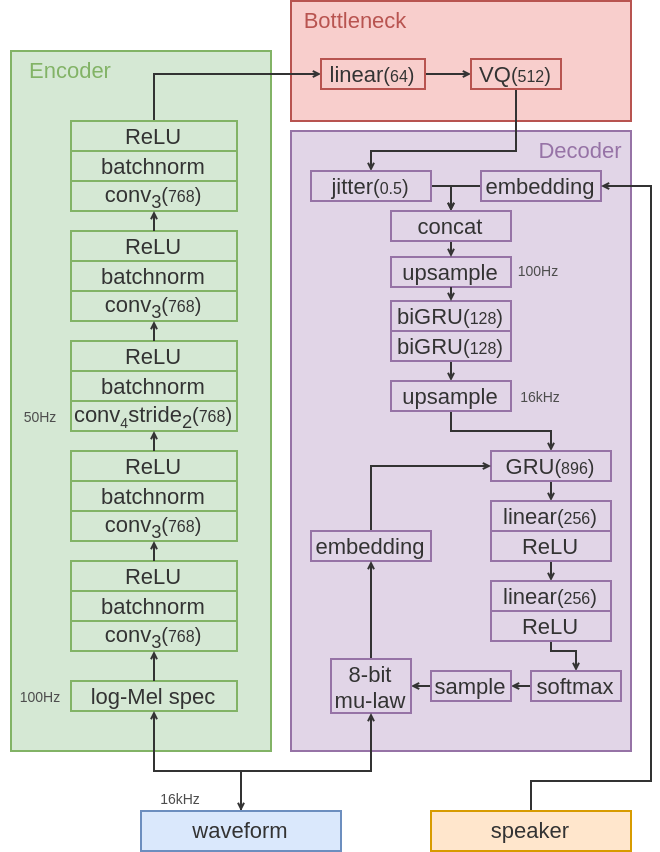 Bottleneck
linear(64)
VQ(512)
Encoder
ReLU
batchnorm
conv3(768)
ReLU
batchnorm
conv3(768)
ReLU
batchnorm
conv4stride2(768)
50Hz
ReLU
batchnorm
conv3(768)
ReLU
batchnorm
conv3(768)
100Hz
log-Mel spec
Decoder
jitter(0.5)
embedding
concat
upsample
100Hz
biGRU(128)
biGRU(128)
upsample
16kHz
GRU(896)
linear(256)
ReLU
embedding
linear(256)
ReLU
8-bit
mu-law
sample
softmax
16kHz
waveform
speaker